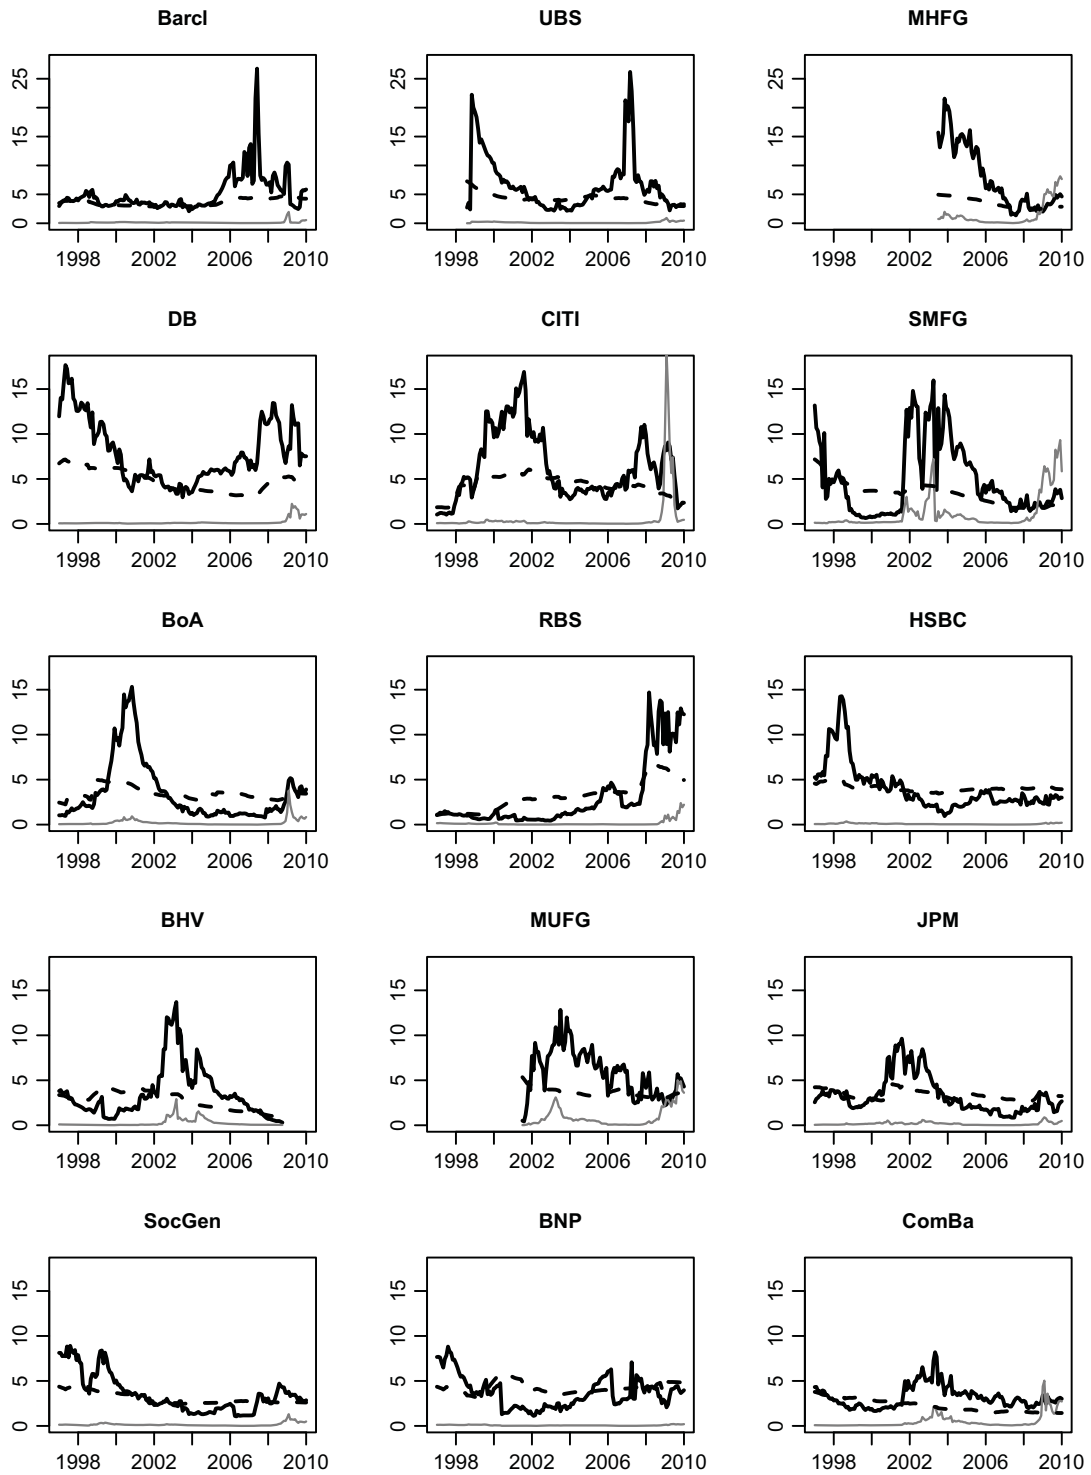 Barcl UBS MHFG
0 5 15 25 0 5 15 25 0 5 15 25
1998 2002 2006 2010 1998 2002 2006 2010 1998 2002 2006 2010
DB CITI SMFG
0 5 10 15 0 5 10 15 0 5 10 15
1998 2002 2006 2010 1998 2002 2006 2010 1998 2002 2006 2010
BoA RBS HSBC
0 5 10 15 0 5 10 15 0 5 10 15
1998 2002 2006 2010 1998 2002 2006 2010 1998 2002 2006 2010
BHV MUFG JPM
0 5 10 15 0 5 10 15 0 5 10 15
1998 2002 2006 2010 1998 2002 2006 2010 1998 2002 2006 2010
SocGen BNP ComBa
0 5 10 15 0 5 10 15 0 5 10 15
1998 2002 2006 2010 1998 2002 2006 2010 1998 2002 2006 2010